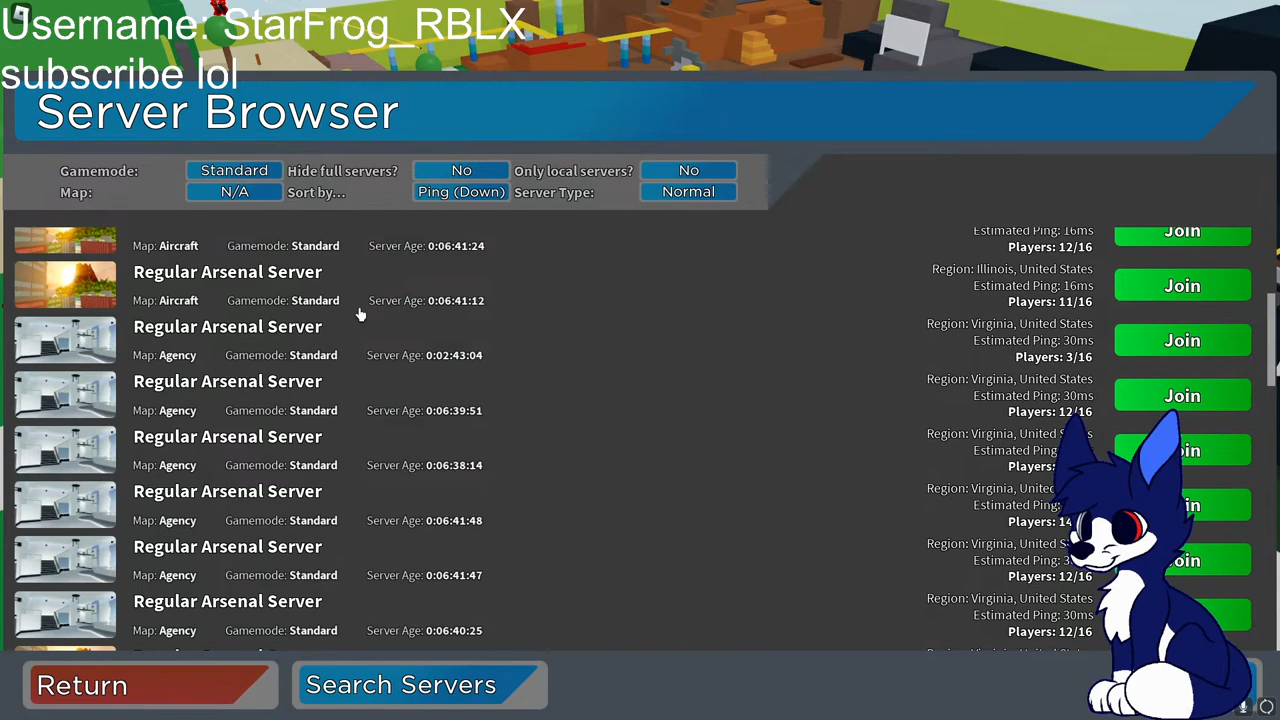 Username: StarFrog_RBLX
subscribe lol
Server Browser
Gamemode: Standard Hide full servers? No Only local servers? No
Map: N/A Sort by... Ping (Down) Server Type: Normal
Estimated Ping: 16ms Join
Map: Aircraft Gamemode: Standard Server Age: 0:06:41:24 Players: 12/16
Regular Arsenal Server Region: Illinois, United States
Estimated Ping: 16ms Join
Map: Aircraft Gamemode: Standard Server Age: 0:06:41:12 Players: 11/16
Regular Arsenal Server Region: Virginia, United States
Estimated Ping: 30ms Join
Map: Agency Gamemode: Standard Server Age: 0:02:43:04 Players: 3/16
Regular Arsenal Server Region: Virginia, United States
Estimated Ping: 30ms Join
Map: Agency Gamemode: Standard Server Age: 0:06:39:51 Players: 12/16
Regular Arsenal Server Region: Virginia, United
Estimated Ping:
Map: Agency Gamemode: Standard Server Age: 0:06:38:14
Regular Arsenal Server Region: Virginia, United
Estimated Ping:
Map: Agency Gamemode: Standard Server Age: 0:06:41:48 Players:
Regular Arsenal Server Region: Virginia, United
Estimated Ping:
Map: Agency Gamemode: Standard Server Age: 0:06:41:47 Players: 12/16
Regular Arsenal Server Region: Virginia, United States
Estimated Ping: 30ms
Map: Agency Gamemode: Standard Server Age: 0:06:40:25 Players: 12/16
Return Search Servers